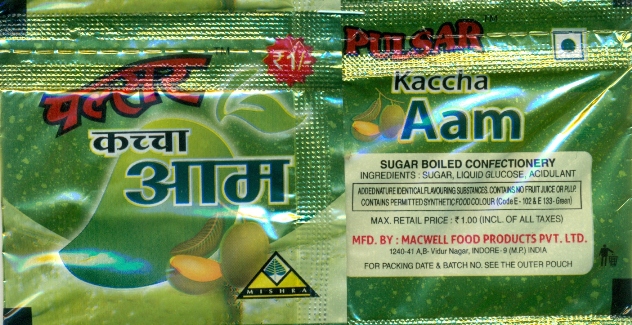 पल्सर™
₹1/-
कच्चा
आम
MISHRA
PULSAR™
Kaccha
Aam
SUGAR BOILED CONFECTIONERY
INGREDIENTS : SUGAR, LIQUID GLUCOSE, ACIDULANT
ADDED NATURE IDENTICAL FLAVOURING SUBSTANCES. CONTAINS NO FRUIT JUICE OR PULP.
CONTAINS PERMITTED SYNTHETIC FOOD COLOUR (Code E - 102 & E 133 - Green)
MAX. RETAIL PRICE : ₹ 1.00 (INCL. OF ALL TAXES)
MFD. BY : MACWELL FOOD PRODUCTS PVT. LTD.
1240-41 A,B- Vidur Nagar, INDORE- 9 (M.P.) INDIA
FOR PACKING DATE & BATCH NO. SEE THE OUTER POUCH